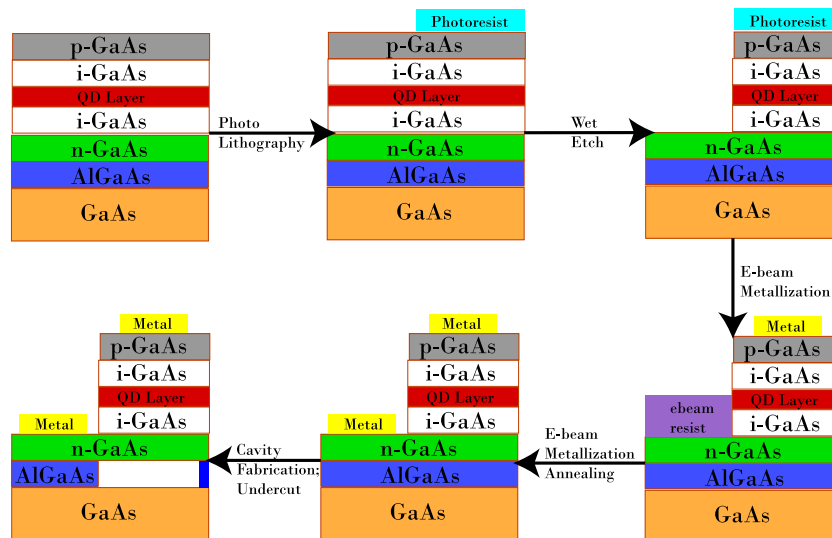 p-GaAs
i-GaAs
QD Layer
i-GaAs
n-GaAs
AlGaAs
GaAs
Photo
Lithography
Photoresist
p-GaAs
i-GaAs
QD Layer
i-GaAs
n-GaAs
AlGaAs
GaAs
Wet
Etch
Photoresist
p-GaAs
i-GaAs
QD Layer
i-GaAs
n-GaAs
AlGaAs
GaAs
E-beam
Metallization
Metal
p-GaAs
i-GaAs
QD Layer
i-GaAs
ebeam
resist
n-GaAs
AlGaAs
GaAs
E-beam
Metallization
Annealing
Metal
p-GaAs
i-GaAs
QD Layer
i-GaAs
Metal
n-GaAs
AlGaAs
GaAs
Cavity
Fabrication;
Undercut
Metal
p-GaAs
i-GaAs
QD Layer
i-GaAs
Metal
n-GaAs
AlGaAs
GaAs